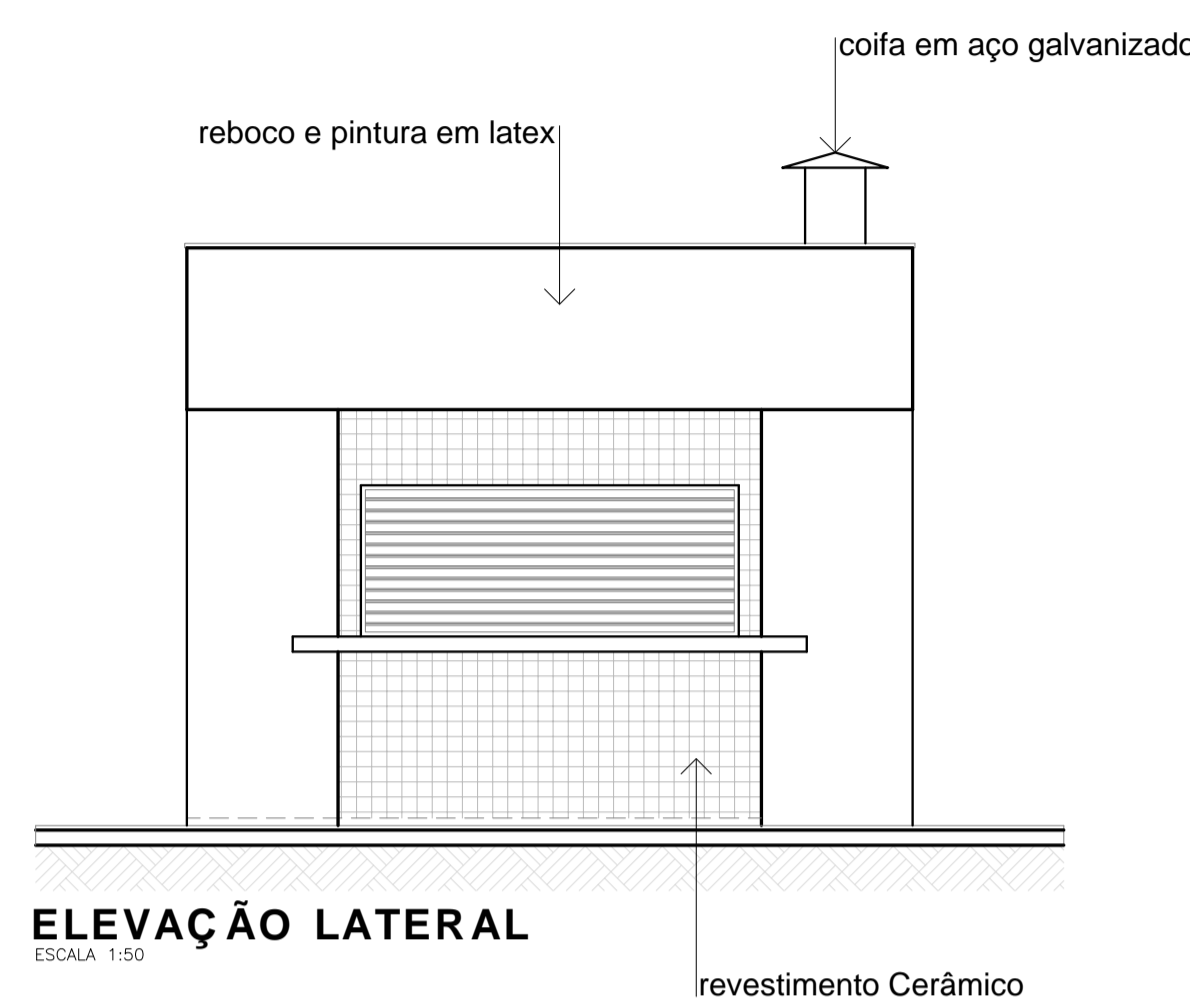 coifa em aço galvanizado
reboco e pintura em latex
ELEVAÇÃO LATERAL
ESCALA 1:50
revestimento Cerâmico